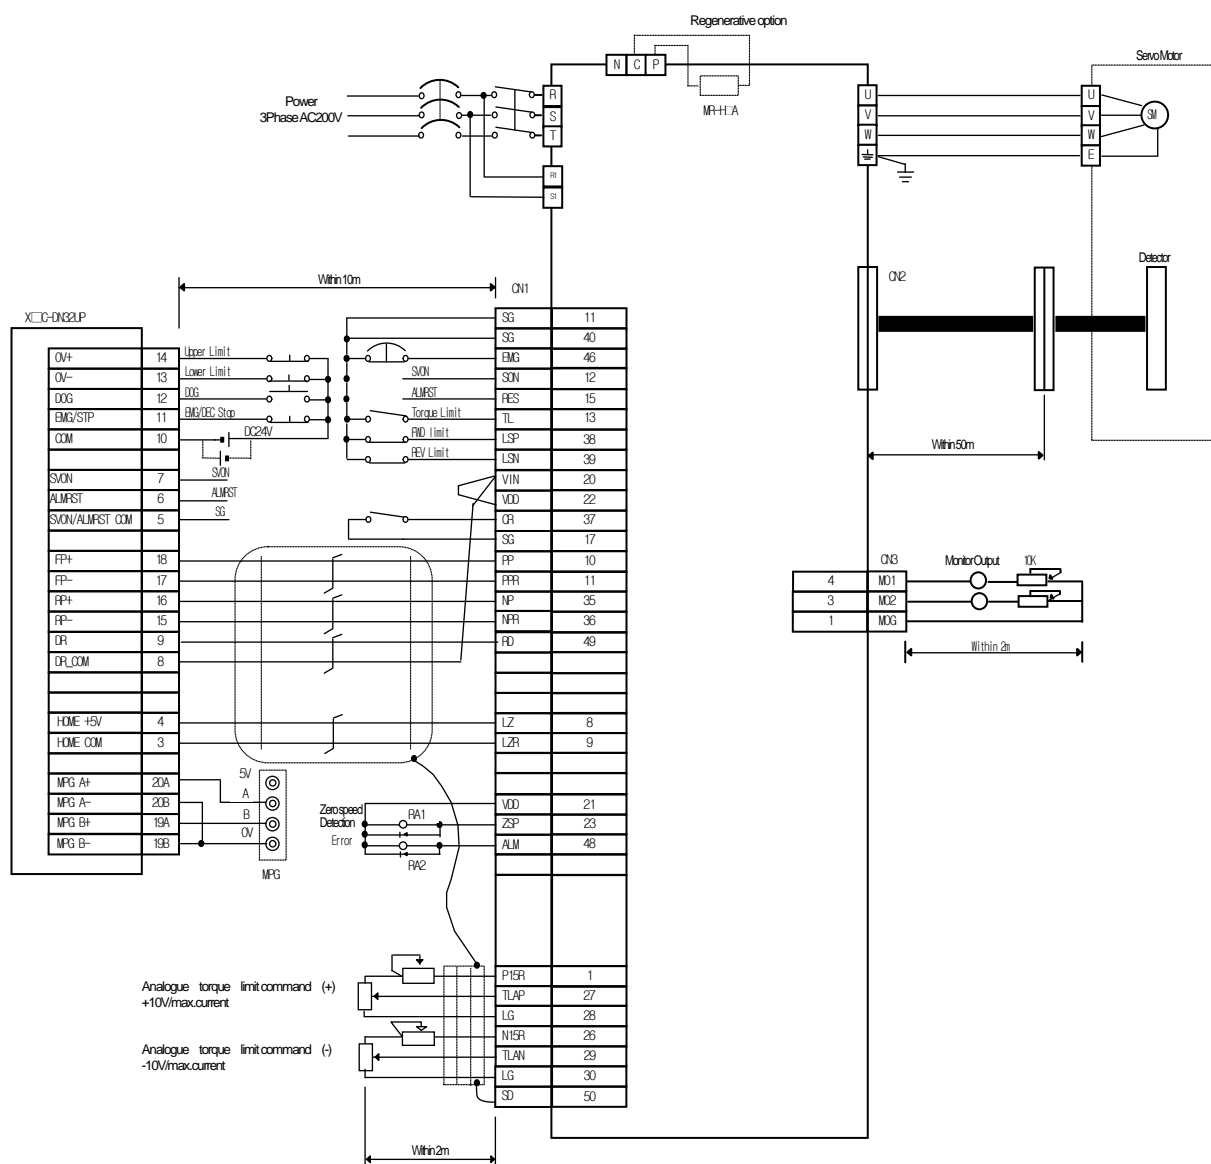 Regenerative option
N C P
MR-H□A
Servo Motor
Power
3Phase AC200V
R
S
T
R1
S1
U
V
W
U
V
W
E
SM
Within 10m
CN1
CN2
Detector
Within 50m
X□C-DN32UP
OV+ 14 Upper Limit
OV- 13 Lower Limit
DOG 12 DOG
EMG/STP 11 EMG/DEC Stop
COM 10 DC24V
SVON 7 SVON
ALMRST 6 ALMRST
SVON/ALMRST COM 5 SG
FP+ 18
FP- 17
RP+ 16
RP- 15
DR 9
DR_COM 8
HOME +5V 4
HOME COM 3
MPG A+ 20A
MPG A- 20B
MPG B+ 19A
MPG B- 19B
5V
A
B
0V
MPG
SG 11
SG 40
EMG 46
SVON SON 12
ALMRST RES 15
Torque Limit TL 13
FWD limit LSP 38
REV Limit LSN 39
VIN 20
VDD 22
CR 37
SG 17
PP 10
PPR 11
NP 35
NPR 36
RD 49
LZ 8
LZR 9
VDD 21
ZSP 23
ALM 48
Zero speed
Detection
Error
RA1
RA2
P15R 1
TLAP 27
LG 28
N15R 26
TLAN 29
LG 30
SD 50
Analogue torque limit command (+)
+10V/max.current
Analogue torque limit command (-)
-10V/max.current
Within 2m
CN3
Monitor Output 10K
4 MO1
3 MO2
1 MOG
Within 2m